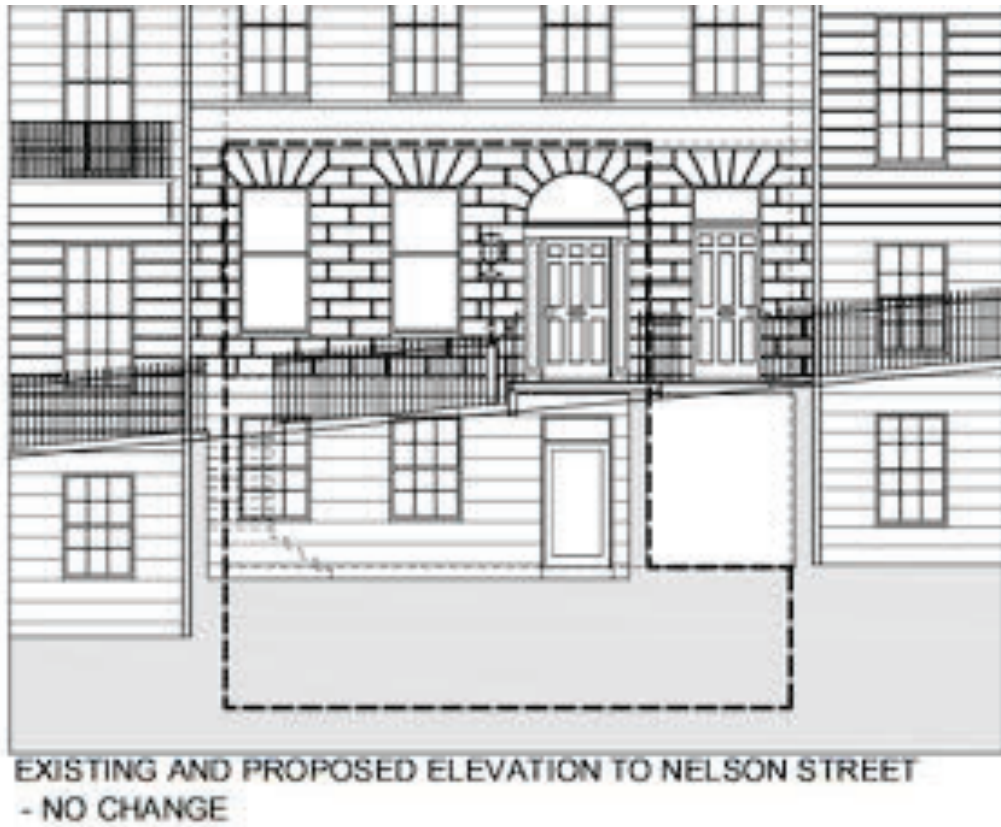 EXISTING AND PROPOSED ELEVATION TO NELSON STREET
- NO CHANGE